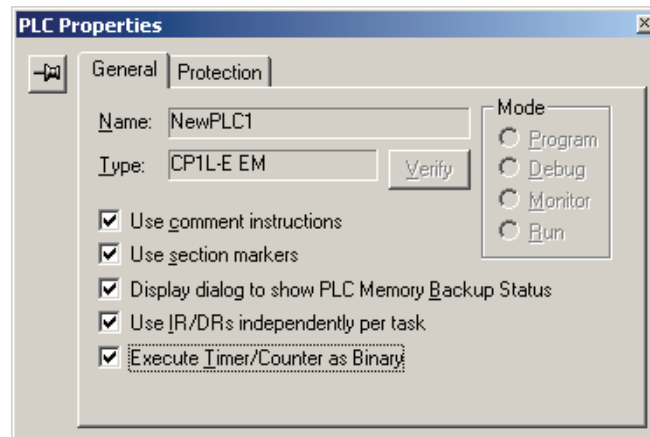 PLC Properties
General Protection
Name: NewPLC1
Type: CP1L-E EM Verify
Mode
Program
Debug
Monitor
Run
Use comment instructions
Use section markers
Display dialog to show PLC Memory Backup Status
Use IR/DRs independently per task
Execute Timer/Counter as Binary